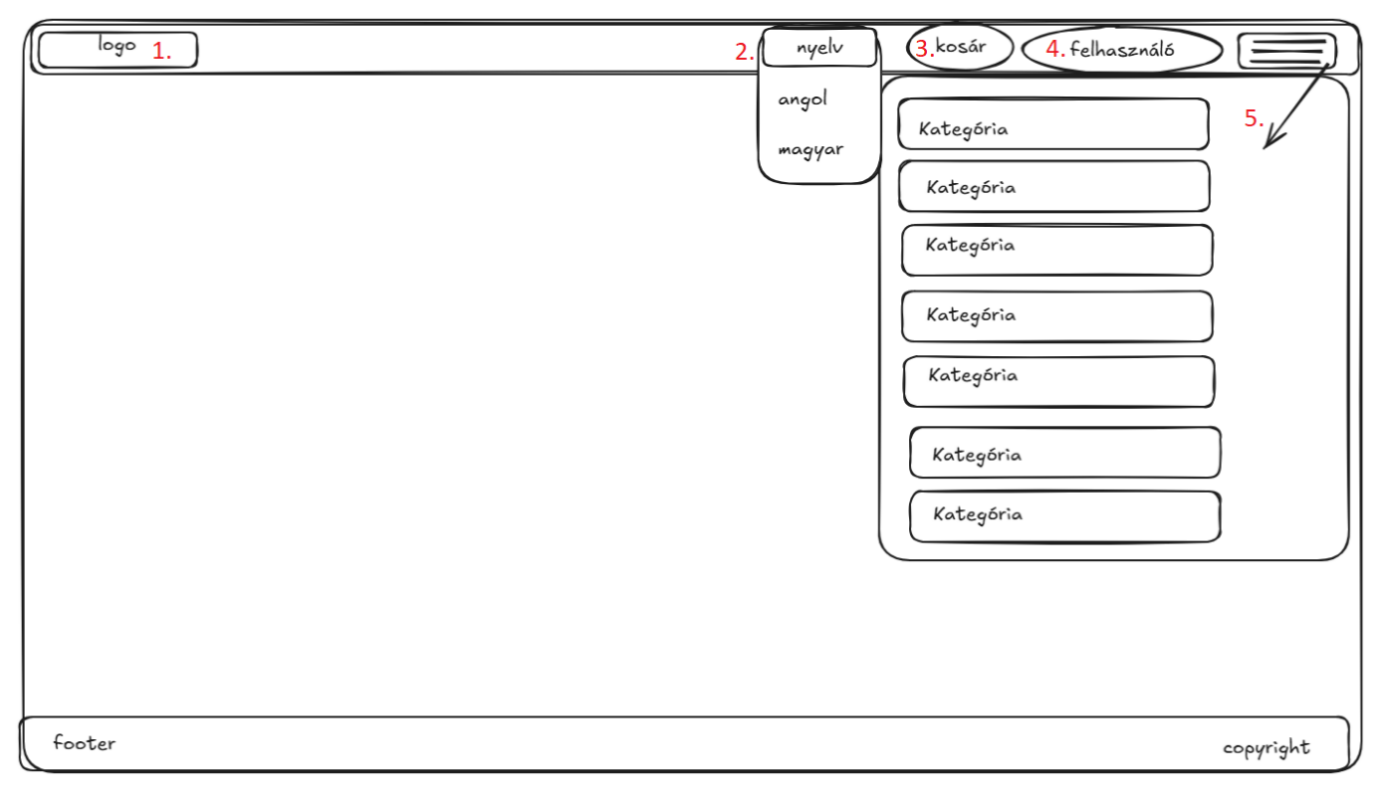 logo 1.
2. nyelv
3. kosár
4. felhasználó
angol
magyar
5.
Kategória
Kategória
Kategória
Kategória
Kategória
Kategória
Kategória
footer
copyright